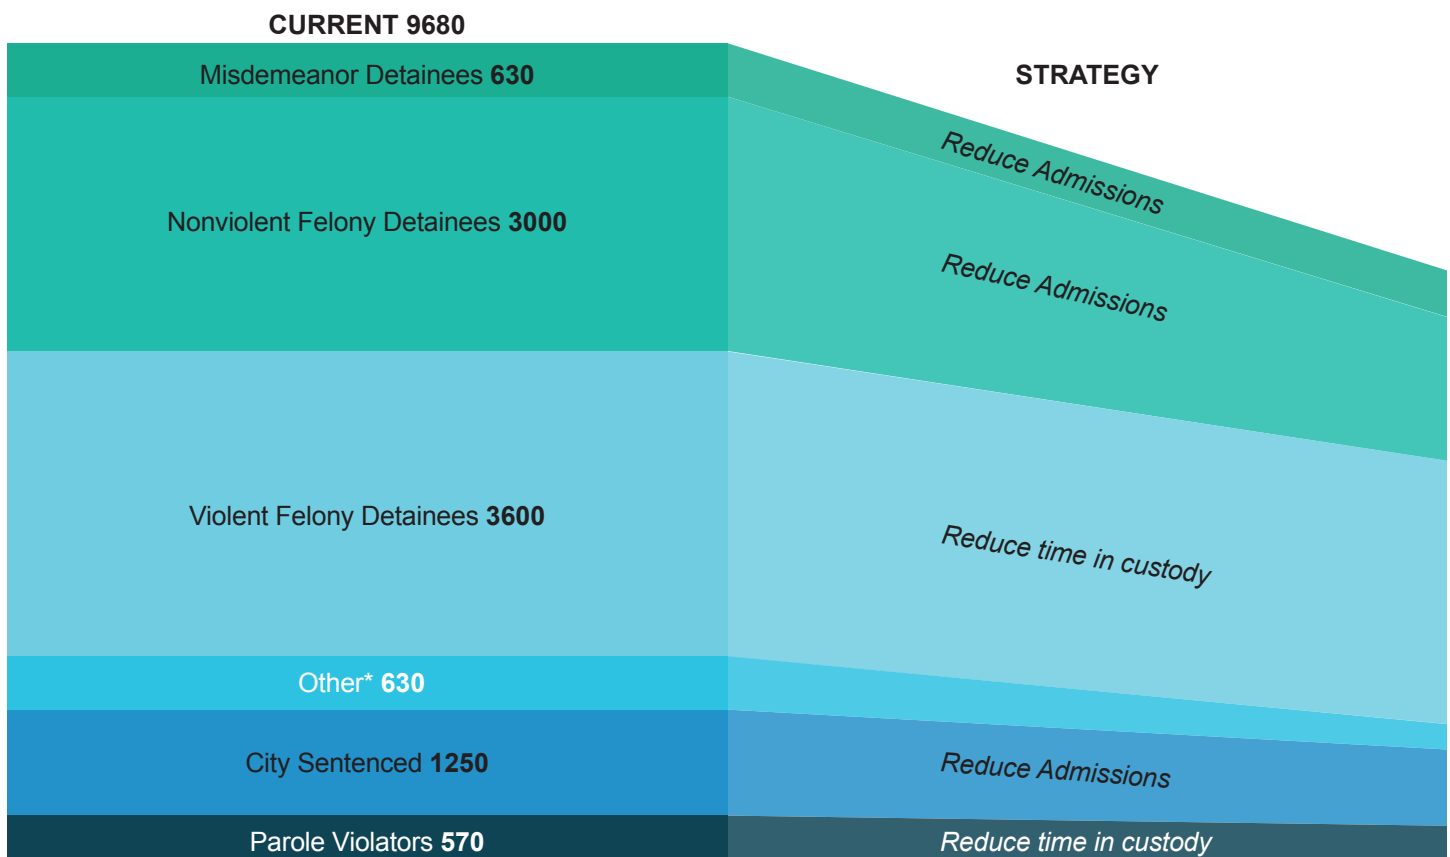 CURRENT 9680
STRATEGY
Misdemeanor Detainees 630
Reduce Admissions
Nonviolent Felony Detainees 3000
Reduce Admissions
Violent Felony Detainees 3600
Reduce time in custody
Other* 630
City Sentenced 1250
Reduce Admissions
Parole Violators 570
Reduce time in custody